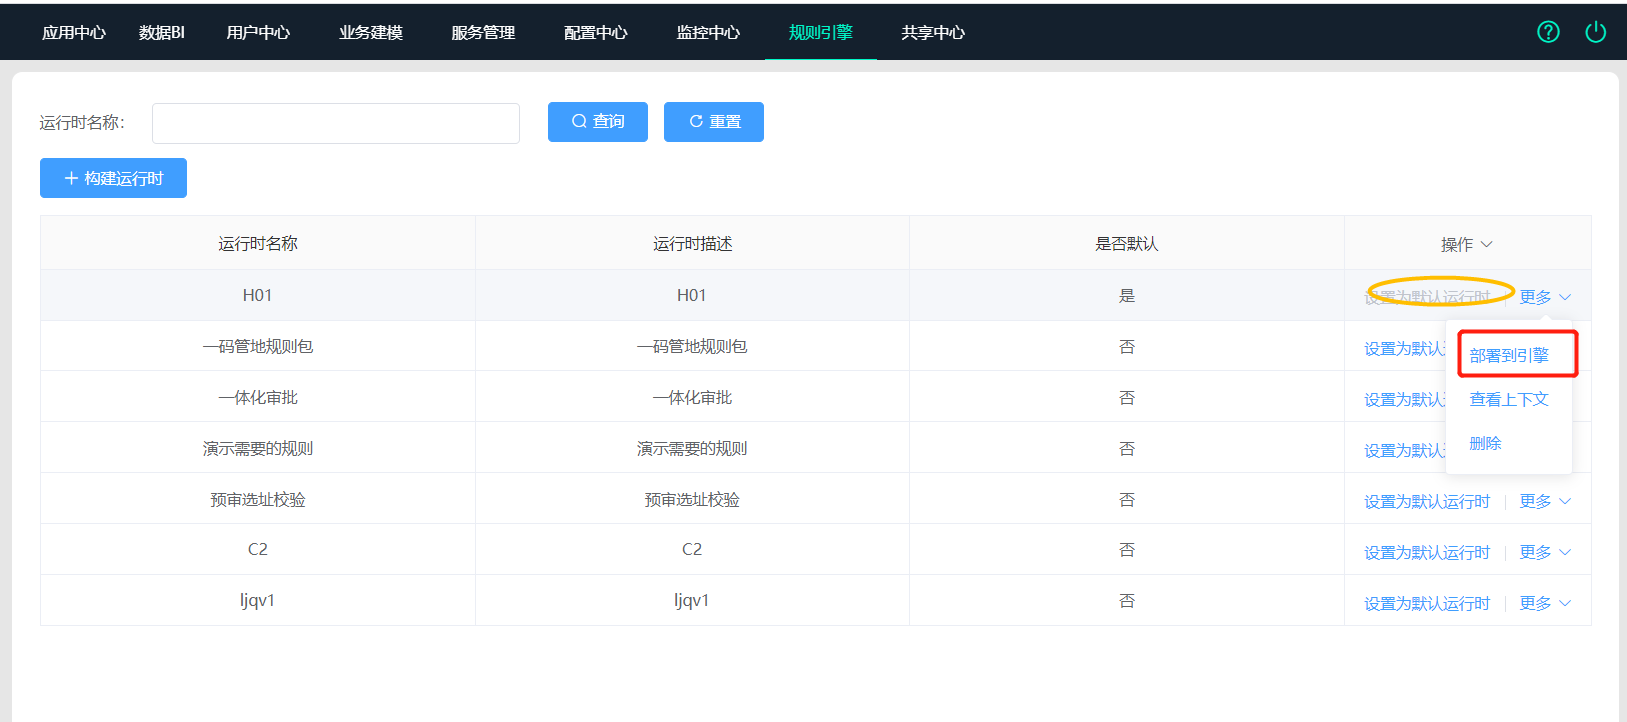 应用中心 数据BI 用户中心 业务建模 服务管理 配置中心 监控中心 规则引擎 共享中心
运行时名称： 查询 重置
构建运行时
运行时名称 运行时描述 是否默认 操作
H01 H01 是 设置为默认运行时 更多
一码管地规则包 一码管地规则包 否 设置为默认
部署到引擎
一体化审批 一体化审批 否 设置为默认
查看上下文
演示需要的规则 演示需要的规则 否 设置为默认
删除
预审选址校验 预审选址校验 否 设置为默认运行时 更多
C2 C2 否 设置为默认运行时 更多
ljqv1 ljqv1 否 设置为默认运行时 更多